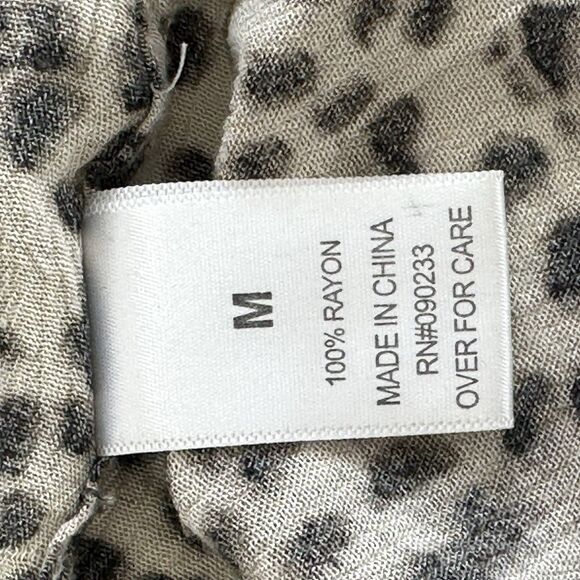 M
100% RAYON
MADE IN CHINA
RN#090233
OVER FOR CARE